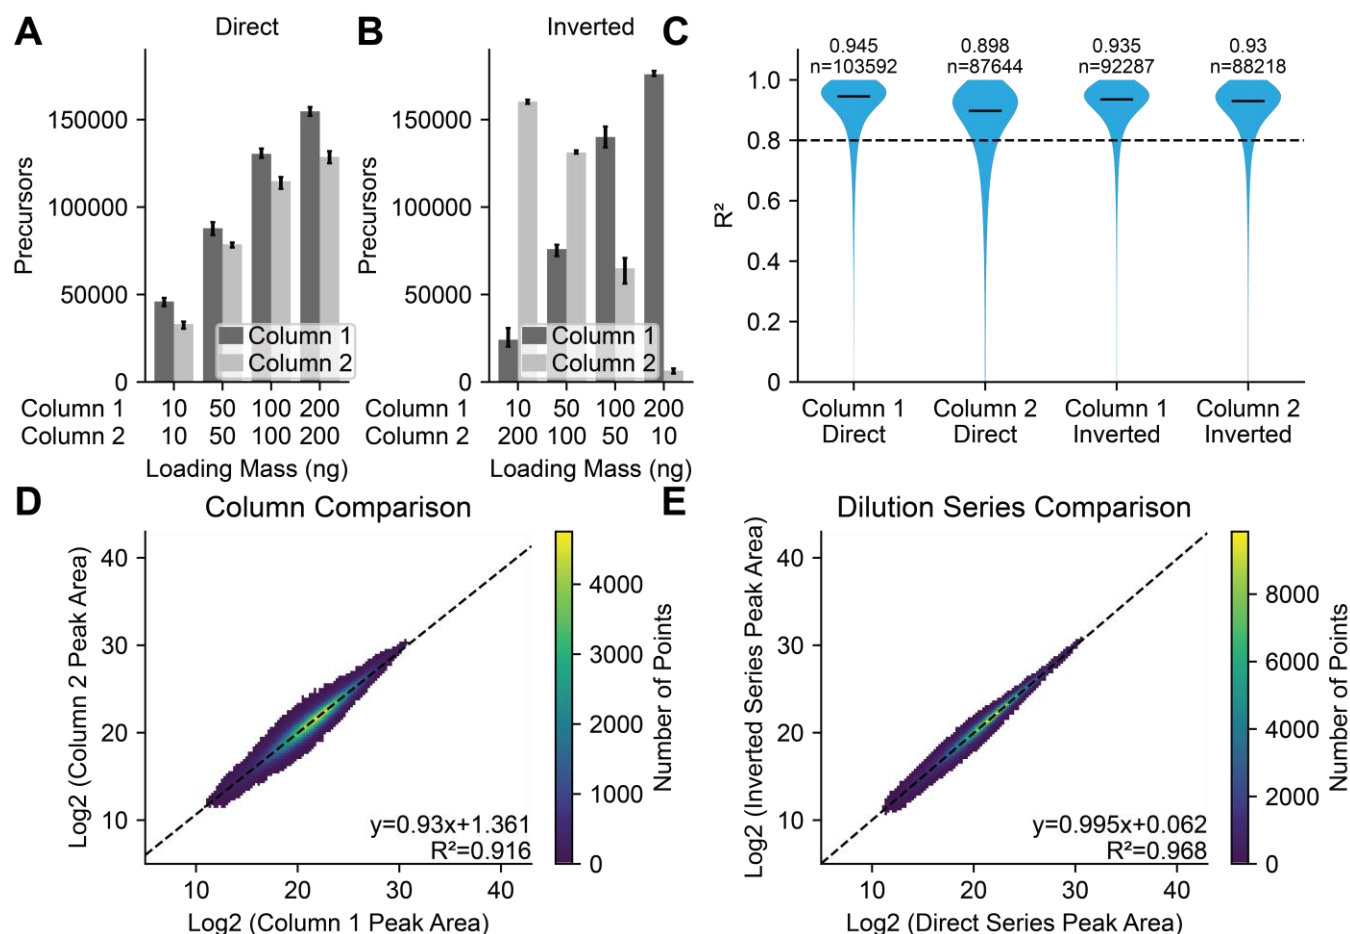 A
Direct
Precursors
150000
100000
50000
0
Column 1
Column 2
Column 1 10 50 100 200
Column 2 10 50 100 200
Loading Mass (ng)
B
Inverted
Precursors
150000
100000
50000
0
Column 1
Column 2
Column 1 10 50 100 200
Column 2 200 100 50 10
Loading Mass (ng)
C
0.945 0.898 0.935 0.93
n=103592 n=87644 n=92287 n=88218
R²
1.0
0.8
0.6
0.4
0.2
0
Column 1 Column 2 Column 1 Column 2
Direct Direct Inverted Inverted
D
Column Comparison
Log2 (Column 2 Peak Area)
40
30
20
10
y=0.93x+1.361
R²=0.916
10 20 30 40
Log2 (Column 1 Peak Area)
4000
3000
2000
1000
0
Number of Points
E
Dilution Series Comparison
Log2 (Inverted Series Peak Area)
40
30
20
10
y=0.995x+0.062
R²=0.968
10 20 30 40
Log2 (Direct Series Peak Area)
8000
6000
4000
2000
0
Number of Points